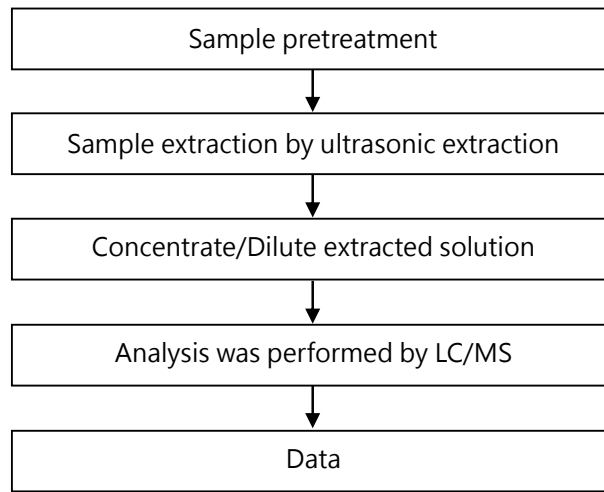 Sample pretreatment
Sample extraction by ultrasonic extraction
Concentrate/Dilute extracted solution
Analysis was performed by LC/MS
Data